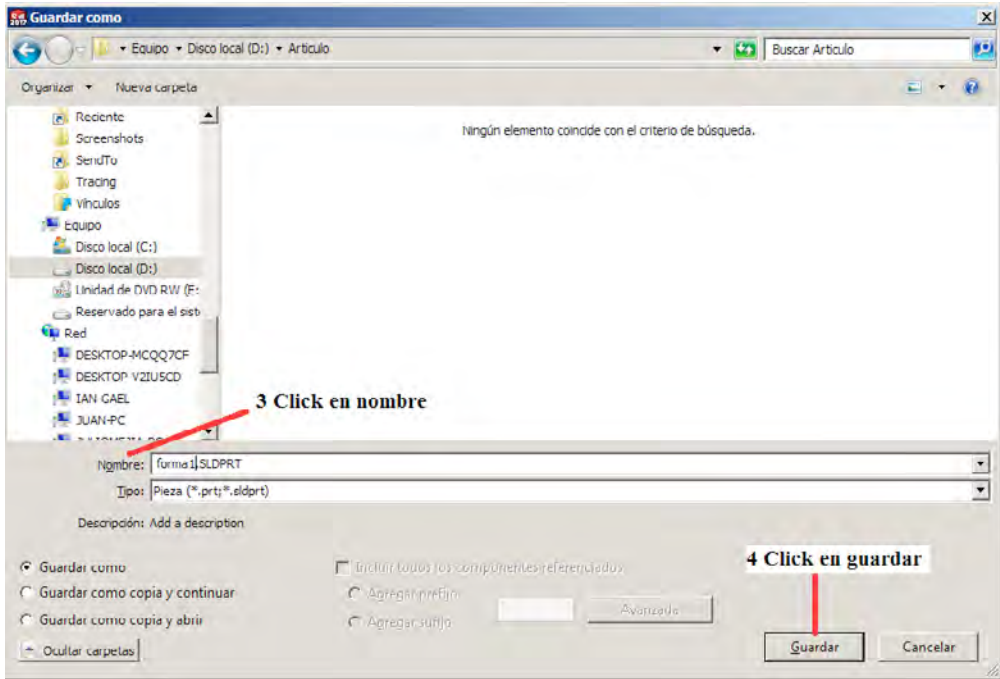 Guardar como
Equipo Disco local (D:) Articulo
Buscar Articulo
Organizar Nueva carpeta
Reciente
Screenshots
SendTo
Tracing
Vínculos
Equipo
Disco local (C:)
Disco local (D:)
Unidad de DVD RW (E:
Reservado para el sist
Red
DESKTOP-MCQQ7CF
DESKTOP-V2IU5CD
IAN GAEL
JUAN-PC
Ningún elemento coincide con el criterio de búsqueda.
3 Click en nombre
Nombre: forma1.SLDPRT
Tipo: Pieza (*.prt;*.sldprt)
Descripción: Add a description
Guardar como
Guardar como copia y continuar
Guardar como copia y abrir
Incluir todos los componentes referenciados
Agregar prefijo
Agregar sufijo
Avanzado
4 Click en guardar
Ocultar carpetas
Guardar
Cancelar